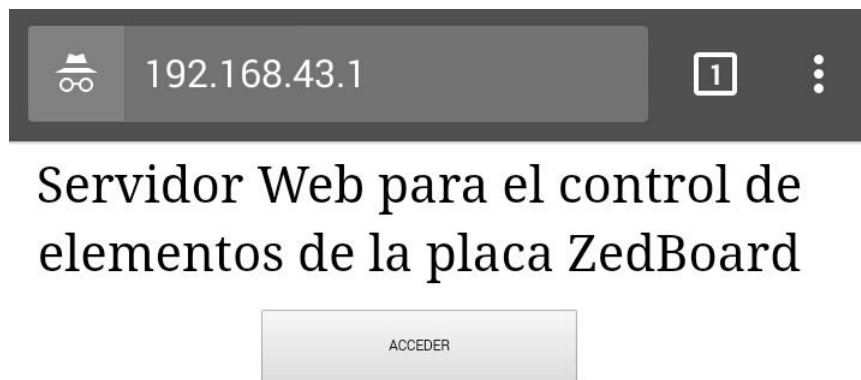 192.168.43.1
1
Servidor Web para el control de
elementos de la placa ZedBoard
ACCEDER